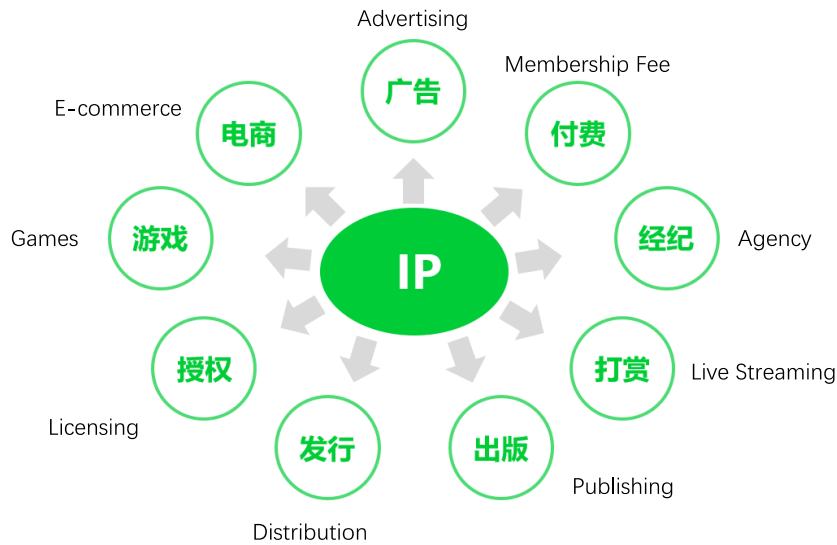 Advertising
广告
Membership Fee
付费
E-commerce
电商
Games
游戏
IP
经纪
Agency
授权
Licensing
打赏
Live Streaming
发行
Distribution
出版
Publishing